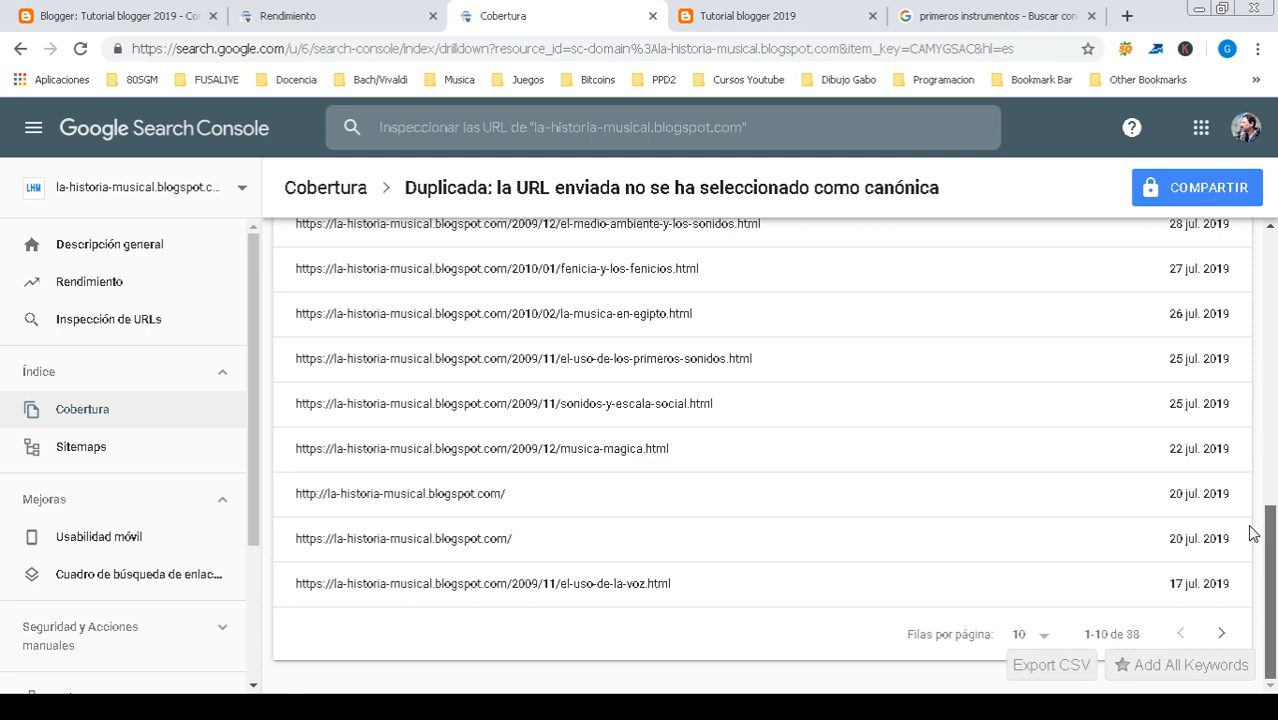 Blogger: Tutorial blogger 2019 - Co
Rendimiento
Cobertura
Tutorial blogger 2019
primeros instrumentos - Buscar con
https://search.google.com/u/6/search-console/index/drilldown?resource_id=sc-domain%3Ala-historia-musical.blogspot.com&item_key=CAMYGSAC&hl=es
Aplicaciones
80SGM
FUSALIVE
Docencia
Bach/Vivaldi
Musica
Juegos
Bitcoins
PPD2
Cursos Youtube
Dibujo Gabo
Programacion
Bookmark Bar
Other Bookmarks
Google Search Console
Inspeccionar las URL de "la-historia-musical.blogspot.com"
LHM
la-historia-musical.blogspot.c...
Cobertura > Duplicada: la URL enviada no se ha seleccionado como canónica
COMPARTIR
Descripción general
Rendimiento
Inspección de URLs
Índice
Cobertura
Sitemaps
Mejoras
Usabilidad móvil
Cuadro de búsqueda de enlac...
Seguridad y Acciones
manuales
https://la-historia-musical.blogspot.com/2009/12/el-medio-ambiente-y-los-sonidos.html 28 jul. 2019
https://la-historia-musical.blogspot.com/2010/01/fenicia-y-los-fenicios.html 27 jul. 2019
https://la-historia-musical.blogspot.com/2010/02/la-musica-en-egipto.html 26 jul. 2019
https://la-historia-musical.blogspot.com/2009/11/el-uso-de-los-primeros-sonidos.html 25 jul. 2019
https://la-historia-musical.blogspot.com/2009/11/sonidos-y-escala-social.html 25 jul. 2019
https://la-historia-musical.blogspot.com/2009/12/musica-magica.html 22 jul. 2019
http://la-historia-musical.blogspot.com/ 20 jul. 2019
https://la-historia-musical.blogspot.com/ 20 jul. 2019
https://la-historia-musical.blogspot.com/2009/11/el-uso-de-la-voz.html 17 jul. 2019
Filas por página: 10 1-10 de 38
Export CSV
Add All Keywords